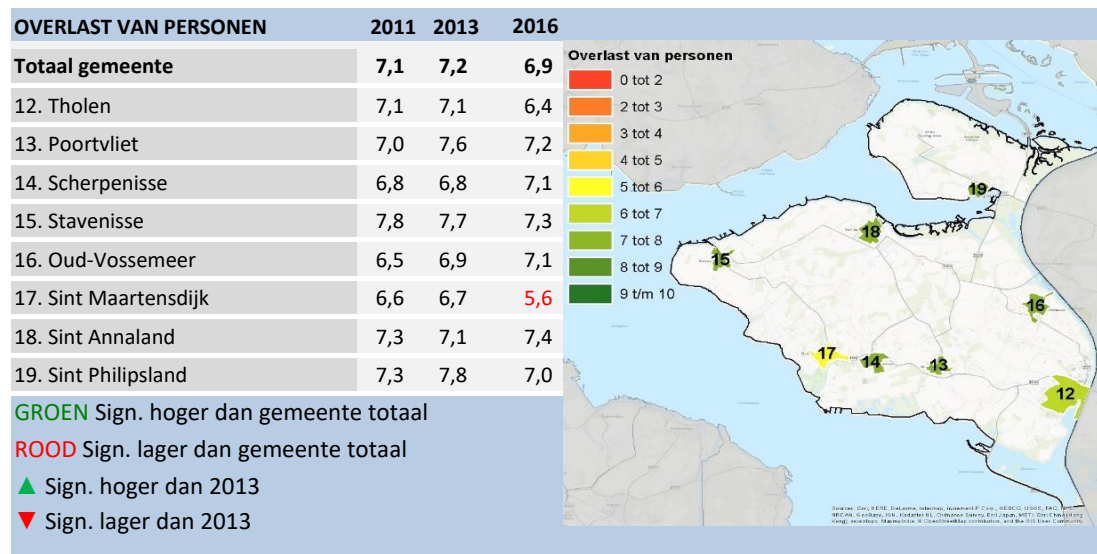 OVERLAST VAN PERSONEN 2011 2013 2016
Totaal gemeente 7,1 7,2 6,9
12. Tholen 7,1 7,1 6,4
13. Poortvliet 7,0 7,6 7,2
14. Scherpenisse 6,8 6,8 7,1
15. Stavenisse 7,8 7,7 7,3
16. Oud-Vossemeer 6,5 6,9 7,1
17. Sint Maartensdijk 6,6 6,7 5,6
18. Sint Annaland 7,3 7,1 7,4
19. Sint Philipsland 7,3 7,8 7,0
GROEN Sign. hoger dan gemeente totaal
ROOD Sign. lager dan gemeente totaal
▲ Sign. hoger dan 2013
▼ Sign. lager dan 2013
Overlast van personen
0 tot 2
2 tot 3
3 tot 4
4 tot 5
5 tot 6
6 tot 7
7 tot 8
8 tot 9
9 t/m 10
19
18
15
16
17
14
13
12